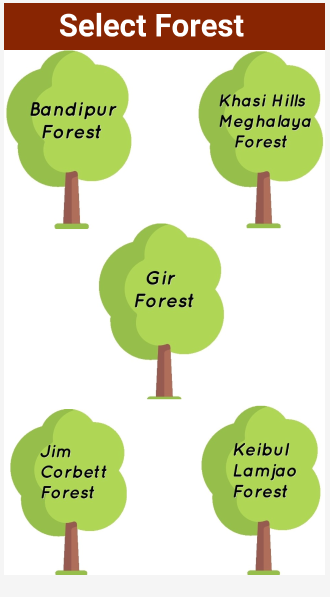 Select Forest
Bandipur
Forest
Khasi Hills
Meghalaya
Forest
Gir
Forest
Jim
Corbett
Forest
Keibul
Lamjao
Forest